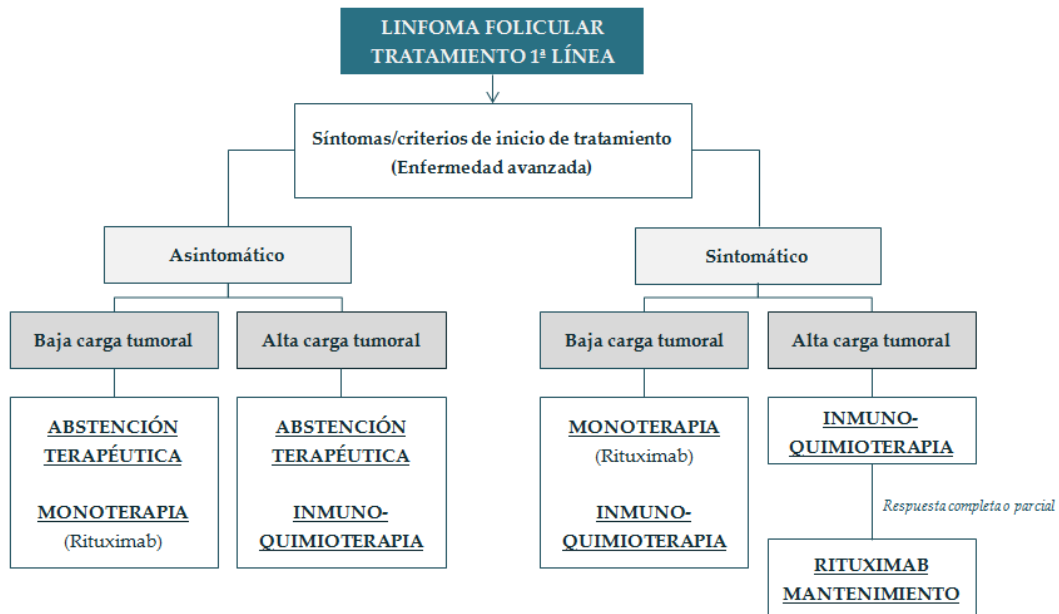 LINFOMA FOLICULAR
TRATAMIENTO 1ª LÍNEA
Síntomas/criterios de inicio de tratamiento
(Enfermedad avanzada)
Asintomático
Sintomático
Baja carga tumoral
Alta carga tumoral
Baja carga tumoral
Alta carga tumoral
ABSTENCIÓN
TERAPÉUTICA
MONOTERAPIA
(Rituximab)
ABSTENCIÓN
TERAPÉUTICA
INMUNO-
QUIMIOTERAPIA
MONOTERAPIA
(Rituximab)
INMUNO-
QUIMIOTERAPIA
INMUNO-
QUIMIOTERAPIA
Respuesta completa o parcial
RITUXIMAB
MANTENIMIENTO